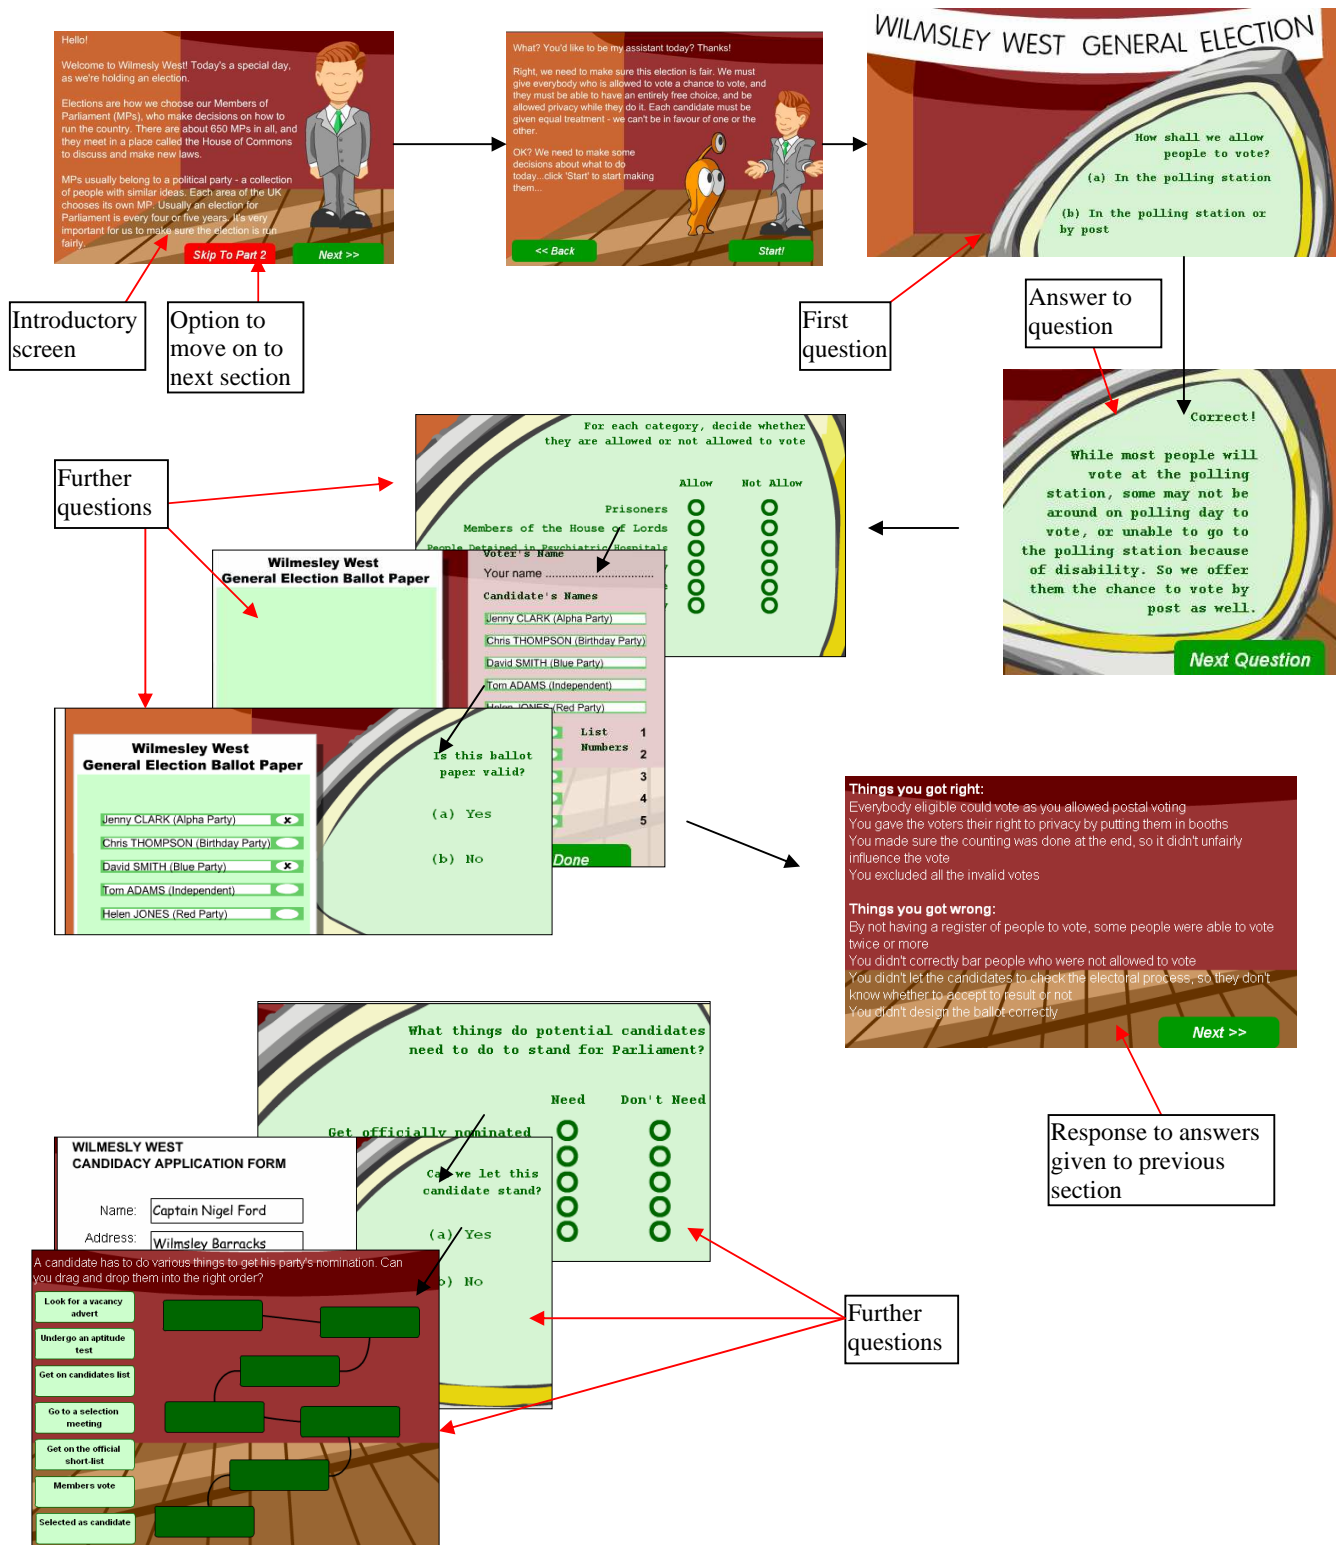 Hello!
Welcome to Wilmesly West! Today's a special day,
as we're holding an election.
Elections are how we choose our Members of
Parliament (MPs), who make decisions on how to
run the country. There are about 650 MPs in all, and
they meet in a place called the House of Commons
to discuss and make new laws.
MPs usually belong to a political party - a collection
of people with similar ideas. Each area of the UK
chooses its own MP. Usually an election for
Parliament is every four or five years. It's very
important for us to make sure the election is run
fairly.
Skip To Part 2
Next >>
What? You'd like to be my assistant today? Thanks!
Right, we need to make sure this election is fair. We must
give everybody who is allowed to vote a chance to vote, and
they must be able to have an entirely free choice, and be
allowed privacy while they do it. Each candidate must be
given equal treatment - we can't be in favour of one or the
other.
OK? We need to make some
decisions about what to do
today...click 'Start' to start making
them...
<< Back
Start!
WILMSLEY WEST GENERAL ELECTION
How shall we allow
people to vote?
(a) In the polling station
(b) In the polling station or
by post
Introductory
screen
Option to
move on to
next section
First
question
Answer to
question
Correct!
While most people will
vote at the polling
station, some may not be
around on polling day to
vote, or unable to go to
the polling station because
of disability. So we offer
them the chance to vote by
post as well.
Next Question
Further
questions
For each category, decide whether
they are allowed or not allowed to vote
Allow
Not Allow
Prisoners
Members of the House of Lords
People Detained in Psychiatric Hospitals
Wilmesley West
General Election Ballot Paper
Voter's Name
Your name
Candidate's Names
Jenny CLARK (Alpha Party)
Chris THOMPSON (Birthday Party)
David SMITH (Blue Party)
Tom ADAMS (Independent)
Helen JONES (Red Party)
List
Numbers
1
2
3
4
5
Done
Wilmesley West
General Election Ballot Paper
Jenny CLARK (Alpha Party) x
Chris THOMPSON (Birthday Party)
David SMITH (Blue Party) x
Tom ADAMS (Independent)
Helen JONES (Red Party)
Is this ballot
paper valid?
(a) Yes
(b) No
Things you got right:
Everybody eligible could vote as you allowed postal voting
You gave the voters their right to privacy by putting them in booths
You made sure the counting was done at the end, so it didn't unfairly
influence the vote
You excluded all the invalid votes
Things you got wrong:
By not having a register of people to vote, some people were able to vote
twice or more
You didn't correctly bar people who were not allowed to vote
You didn't let the candidates to check the electoral process, so they don't
know whether to accept to result or not
You didn't design the ballot correctly
Next >>
Response to answers
given to previous
section
What things do potential candidates
need to do to stand for Parliament?
Need
Don't Need
Get officially nominated
WILMESLY WEST
CANDIDACY APPLICATION FORM
Name: Captain Nigel Ford
Address: Wilmsley Barracks
Can we let this
candidate stand?
(a) Yes
(b) No
A candidate has to do various things to get his party's nomination. Can
you drag and drop them into the right order?
Look for a vacancy
advert
Undergo an aptitude
test
Get on candidates list
Go to a selection
meeting
Get on the official
short-list
Members vote
Selected as candidate
Further
questions